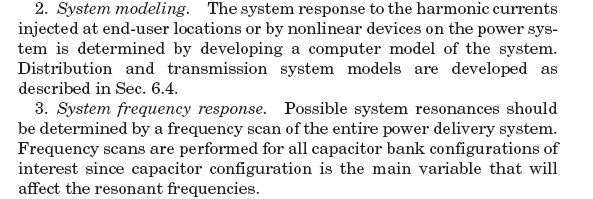 2. System modeling. The system response to the harmonic currents
injected at end-user locations or by nonlinear devices on the power sys-
tem is determined by developing a computer model of the system.
Distribution and transmission system models are developed as
described in Sec. 6.4.
3. System frequency response. Possible system resonances should
be determined by a frequency scan of the entire power delivery system.
Frequency scans are performed for all capacitor bank configurations of
interest since capacitor configuration is the main variable that will
affect the resonant frequencies.